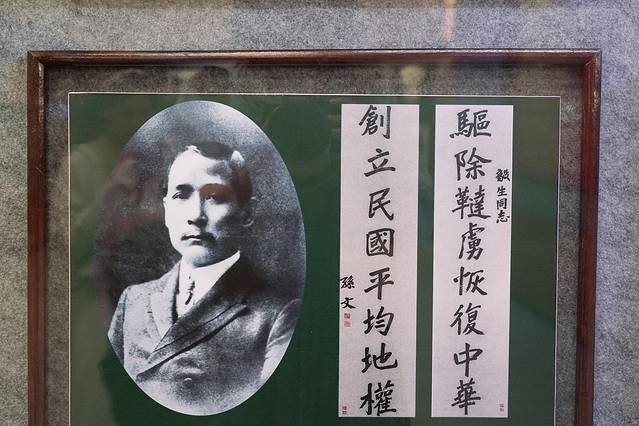 驅除韃虜恢復中華
毅生同志
創立民國平均地權
孫文